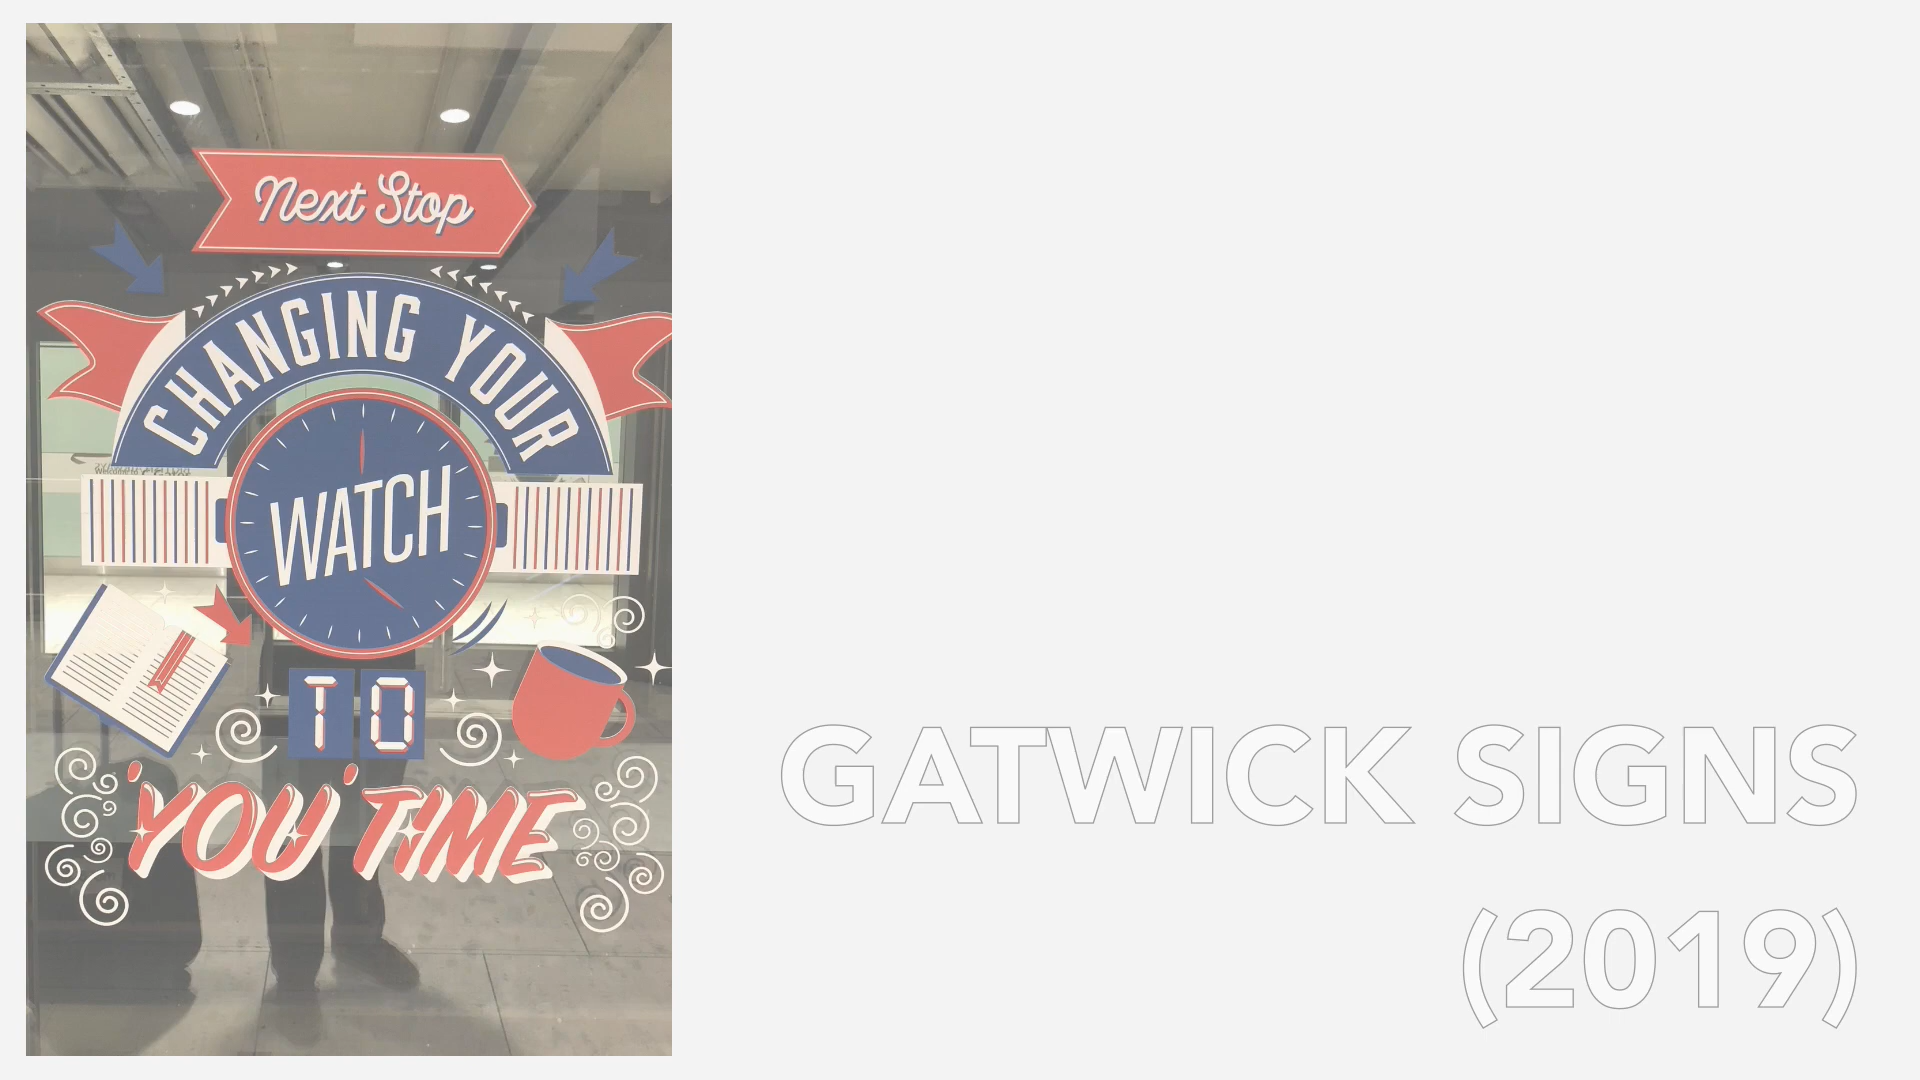 Next Stop
CHANGING YOUR
WATCH
TO
'YOU' TIME
GATWICK SIGNS
(2019)